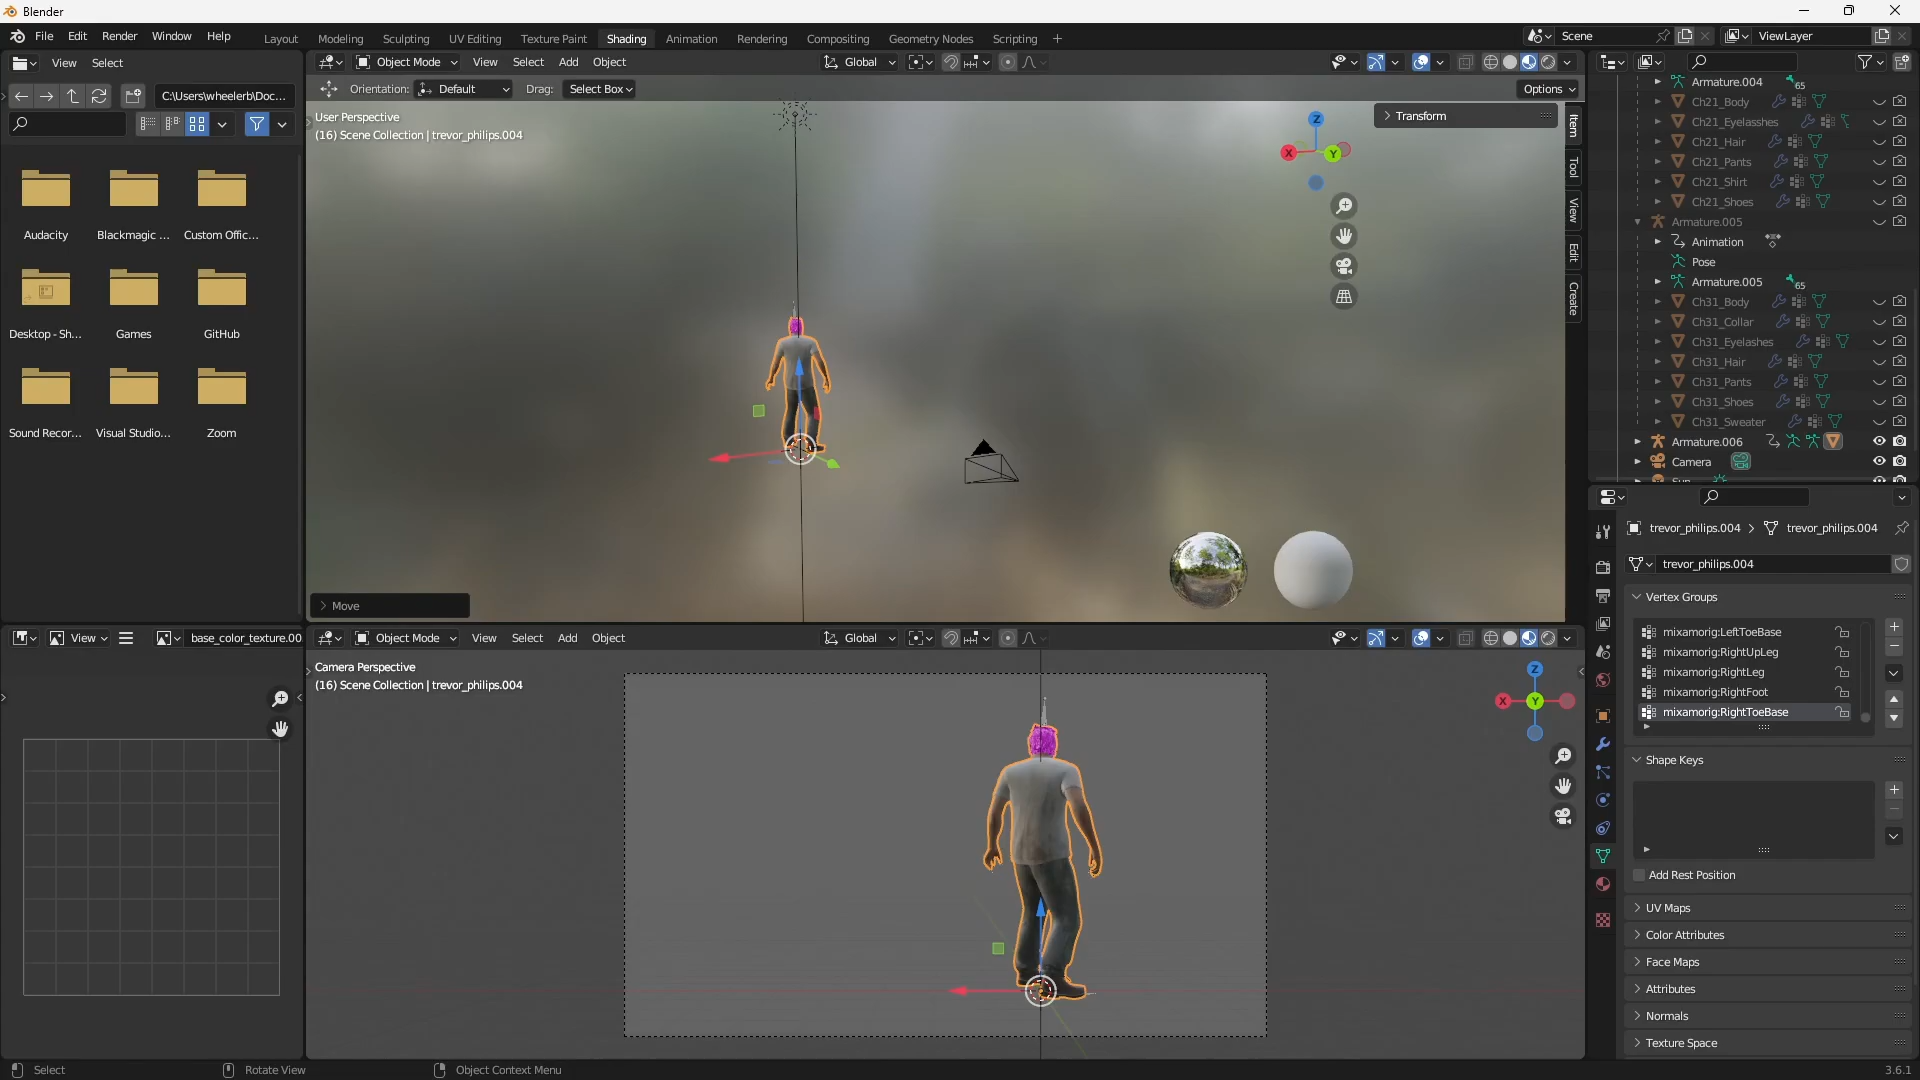 Blender
File Edit Render Window Help
Layout Modeling Sculpting UV Editing Texture Paint Shading Animation Rendering Compositing Geometry Nodes Scripting +
Scene
ViewLayer
View Select
C:\Users\wheelerb\Doc...
Audacity Blackmagic ... Custom Offic...
Desktop - Sh... Games GitHub
Sound Recor... Visual Studio... Zoom
Object Mode View Select Add Object
Global
Orientation: Default Drag: Select Box
Options
User Perspective
(16) Scene Collection | trevor_philips.004
Transform
Item
Tool
View
Edit
Create
Z
X
Y
Move
Armature.004 65
Ch21_Body
Ch21_Eyelasshes
Ch21_Hair
Ch21_Pants
Ch21_Shirt
Ch21_Shoes
Armature.005
Animation
Pose
Armature.005 65
Ch31_Body
Ch31_Collar
Ch31_Eyelashes
Ch31_Hair
Ch31_Pants
Ch31_Shoes
Ch31_Sweater
Armature.006
Camera
Sun
trevor_philips.004 > trevor_philips.004
trevor_philips.004
Vertex Groups
mixamorig:LeftToeBase
mixamorig:RightUpLeg
mixamorig:RightLeg
mixamorig:RightFoot
mixamorig:RightToeBase
Shape Keys
Add Rest Position
UV Maps
Color Attributes
Face Maps
Attributes
Normals
Texture Space
View
base_color_texture.00
Object Mode View Select Add Object
Global
Camera Perspective
(16) Scene Collection | trevor_philips.004
Z
X
Y
Select
Rotate View
Object Context Menu
3.6.1